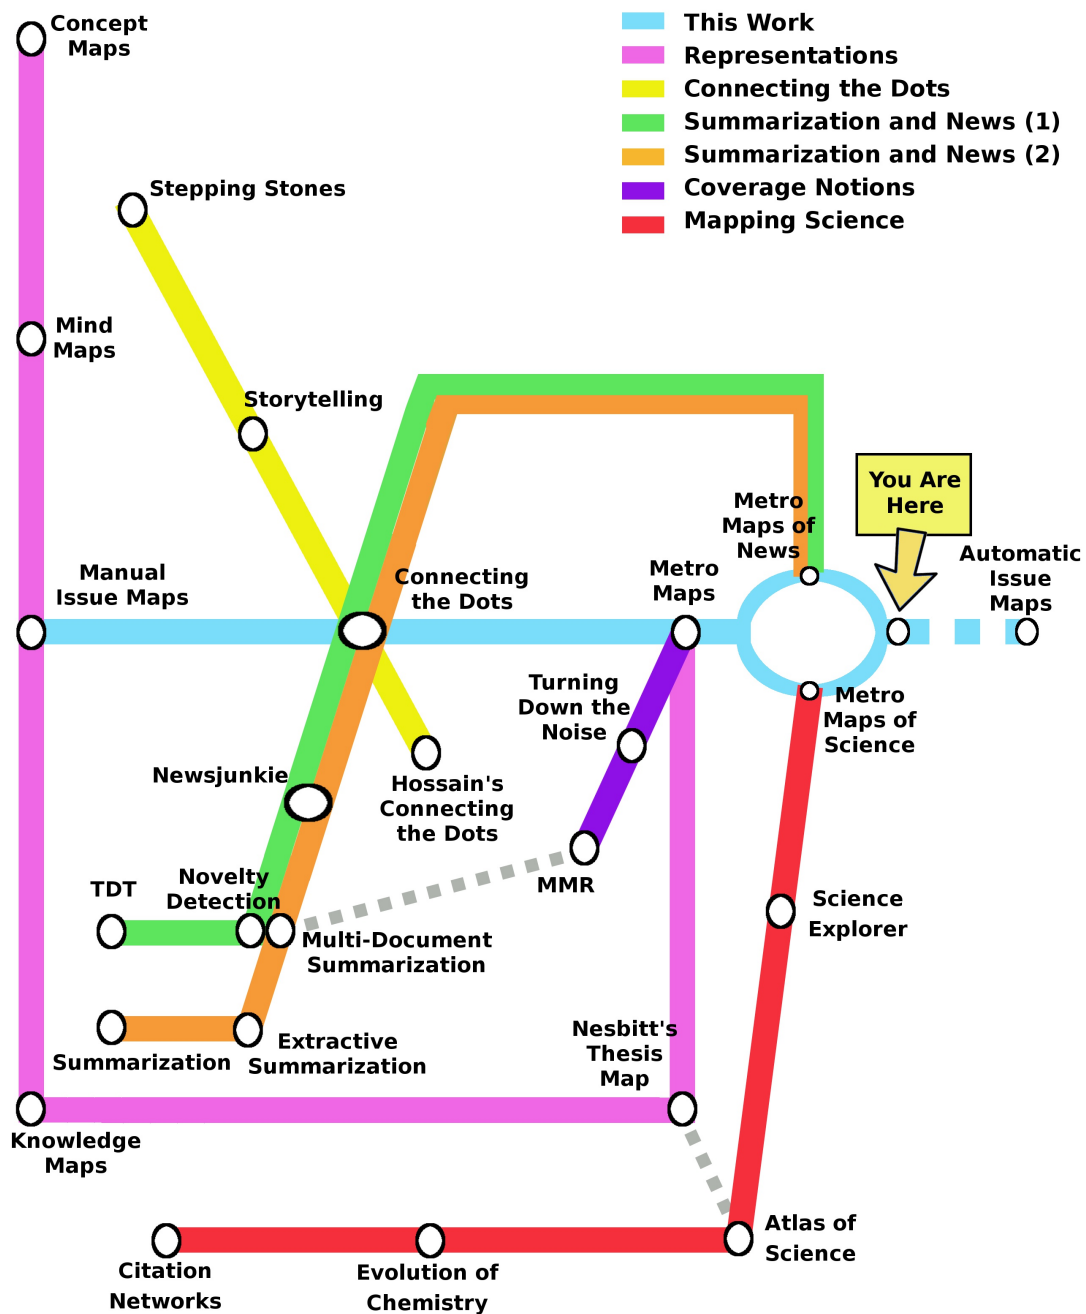 Concept
Maps
This Work
Representations
Connecting the Dots
Summarization and News (1)
Summarization and News (2)
Coverage Notions
Mapping Science
Stepping Stones
Mind
Maps
Storytelling
You Are
Here
Metro
Maps of
News
Automatic
Issue
Maps
Manual
Issue Maps
Connecting
the Dots
Metro
Maps
Turning
Down the
Noise
Metro
Maps of
Science
Newsjunkie
Hossain's
Connecting
the Dots
TDT
Novelty
Detection
MMR
Science
Explorer
Multi-Document
Summarization
Summarization
Extractive
Summarization
Nesbitt's
Thesis
Map
Knowledge
Maps
Atlas of
Science
Citation
Networks
Evolution of
Chemistry